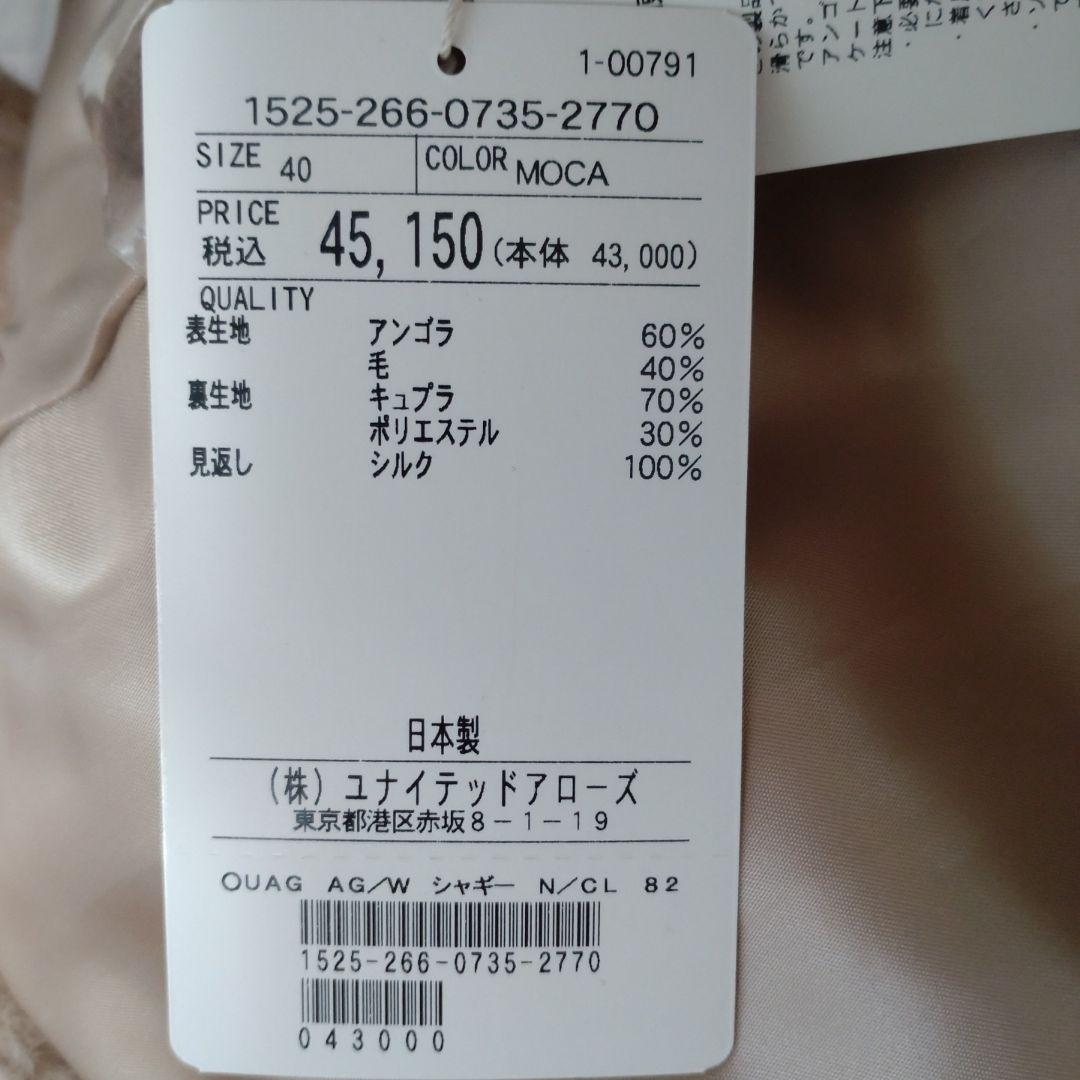 1-00791
1525-266-0735-2770
SIZE 40 COLOR MOCA
PRICE
税込 45,150(本体 43,000)
QUALITY
表生地 アンゴラ 60%
毛 40%
裏生地 キュプラ 70%
ポリエステル 30%
見返し シルク 100%
日本製
(株)ユナイテッドアローズ
東京都港区赤坂8-1-19
OUAG AG/W シャギー N/CL 82
1525-266-0735-2770
043000